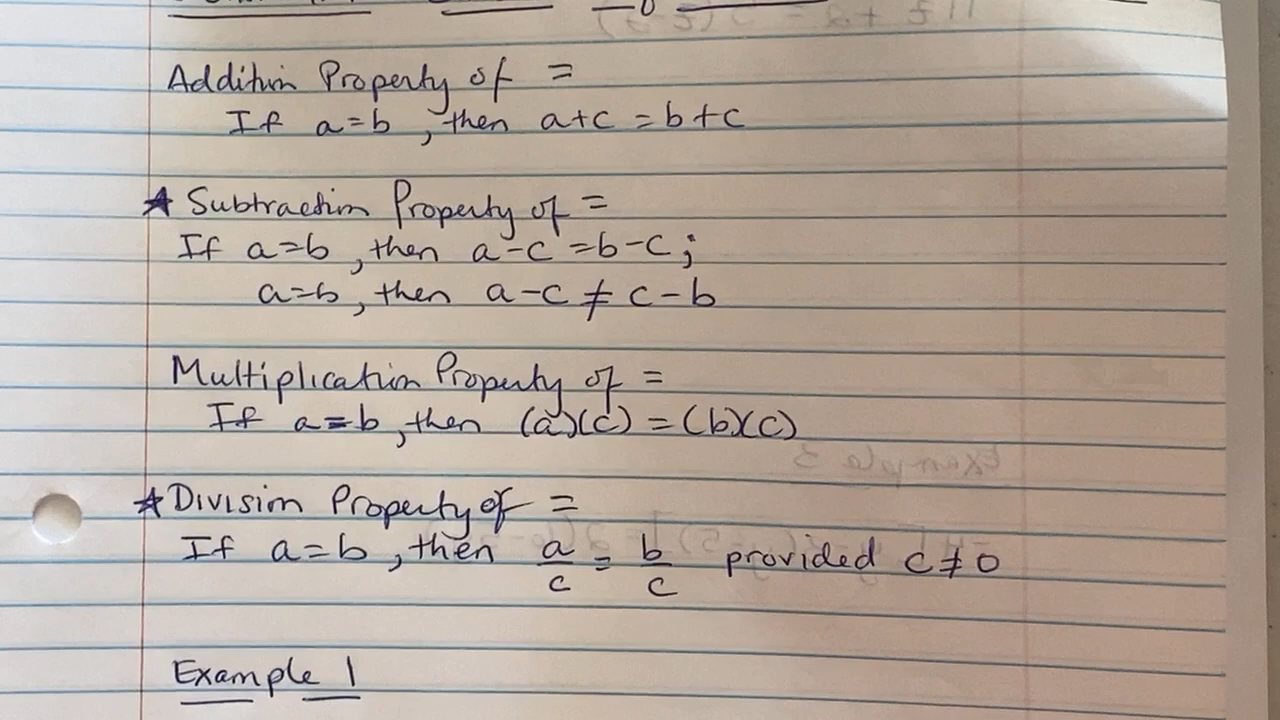 Addition Property of =
If a=b, then a+c = b+c
★ Subtraction Property of =
If a=b, then a-c = b-c;
a=b, then a-c ≠ c-b
Multiplication Property of =
If a=b, then (a)(c) = (b)(c)
★ Division Property of =
If a=b, then a/c = b/c provided c≠0
Example 1